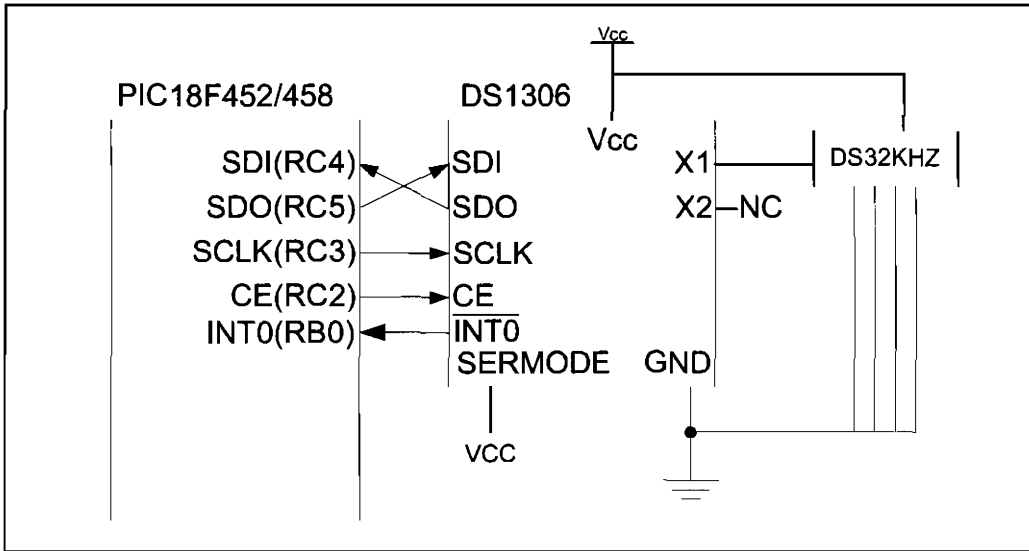 Vcc
PIC18F452/458
DS1306
Vcc
SDI(RC4)
SDI
X1
DS32KHZ
SDO(RC5)
SDO
X2
NC
SCLK(RC3)
SCLK
CE(RC2)
CE
INT0(RB0)
INT0
SERMODE
GND
VCC